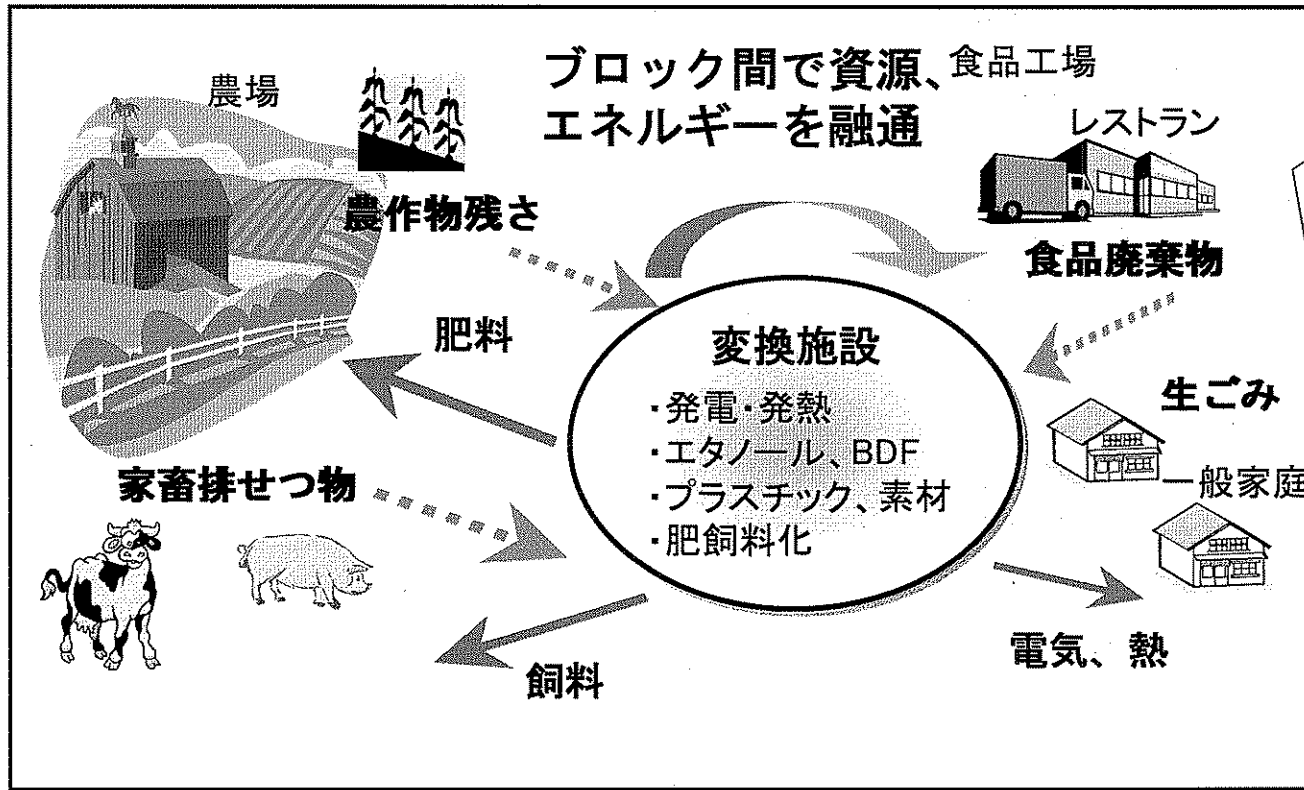 ブロック間で資源、
エネルギーを融通
食品工場
レストラン
農場
農作物残さ
食品廃棄物
肥料
変換施設
・発電・発熱
・エタノール、BDF
・プラスチック、素材
・肥飼料化
生ごみ
一般家庭
家畜排せつ物
飼料
電気、熱